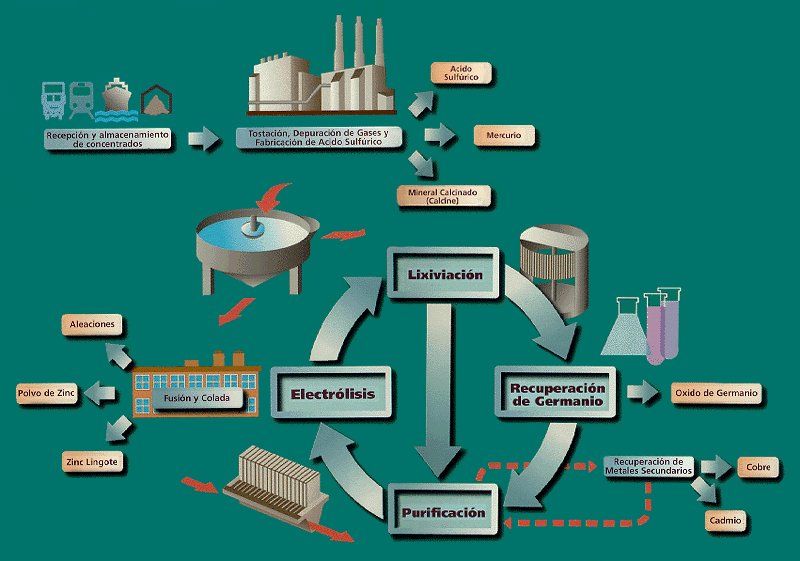 Acido
Sulfúrico
Recepción y almacenamiento
de concentrados
Tostación, Depuración de Gases y
Fabricación de Acido Sulfúrico
Mercurio
Mineral Calcinado
(Calcine)
Lixiviación
Aleaciones
Polvo de Zinc
Fusión y Colada
Electrólisis
Recuperación
de Germanio
Oxido de Germanio
Zinc Lingote
Recuperación de
Metales Secundarios
Cobre
Purificación
Cadmio